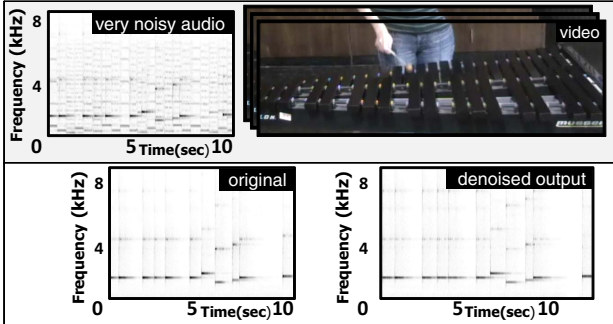 very noisy audio
Frequency (kHz)
8
4
0
5 Time(sec) 10
video
original
Frequency (kHz)
8
4
0
5 Time(sec) 10
denoised output
Frequency (kHz)
8
4
0
5 Time(sec) 10